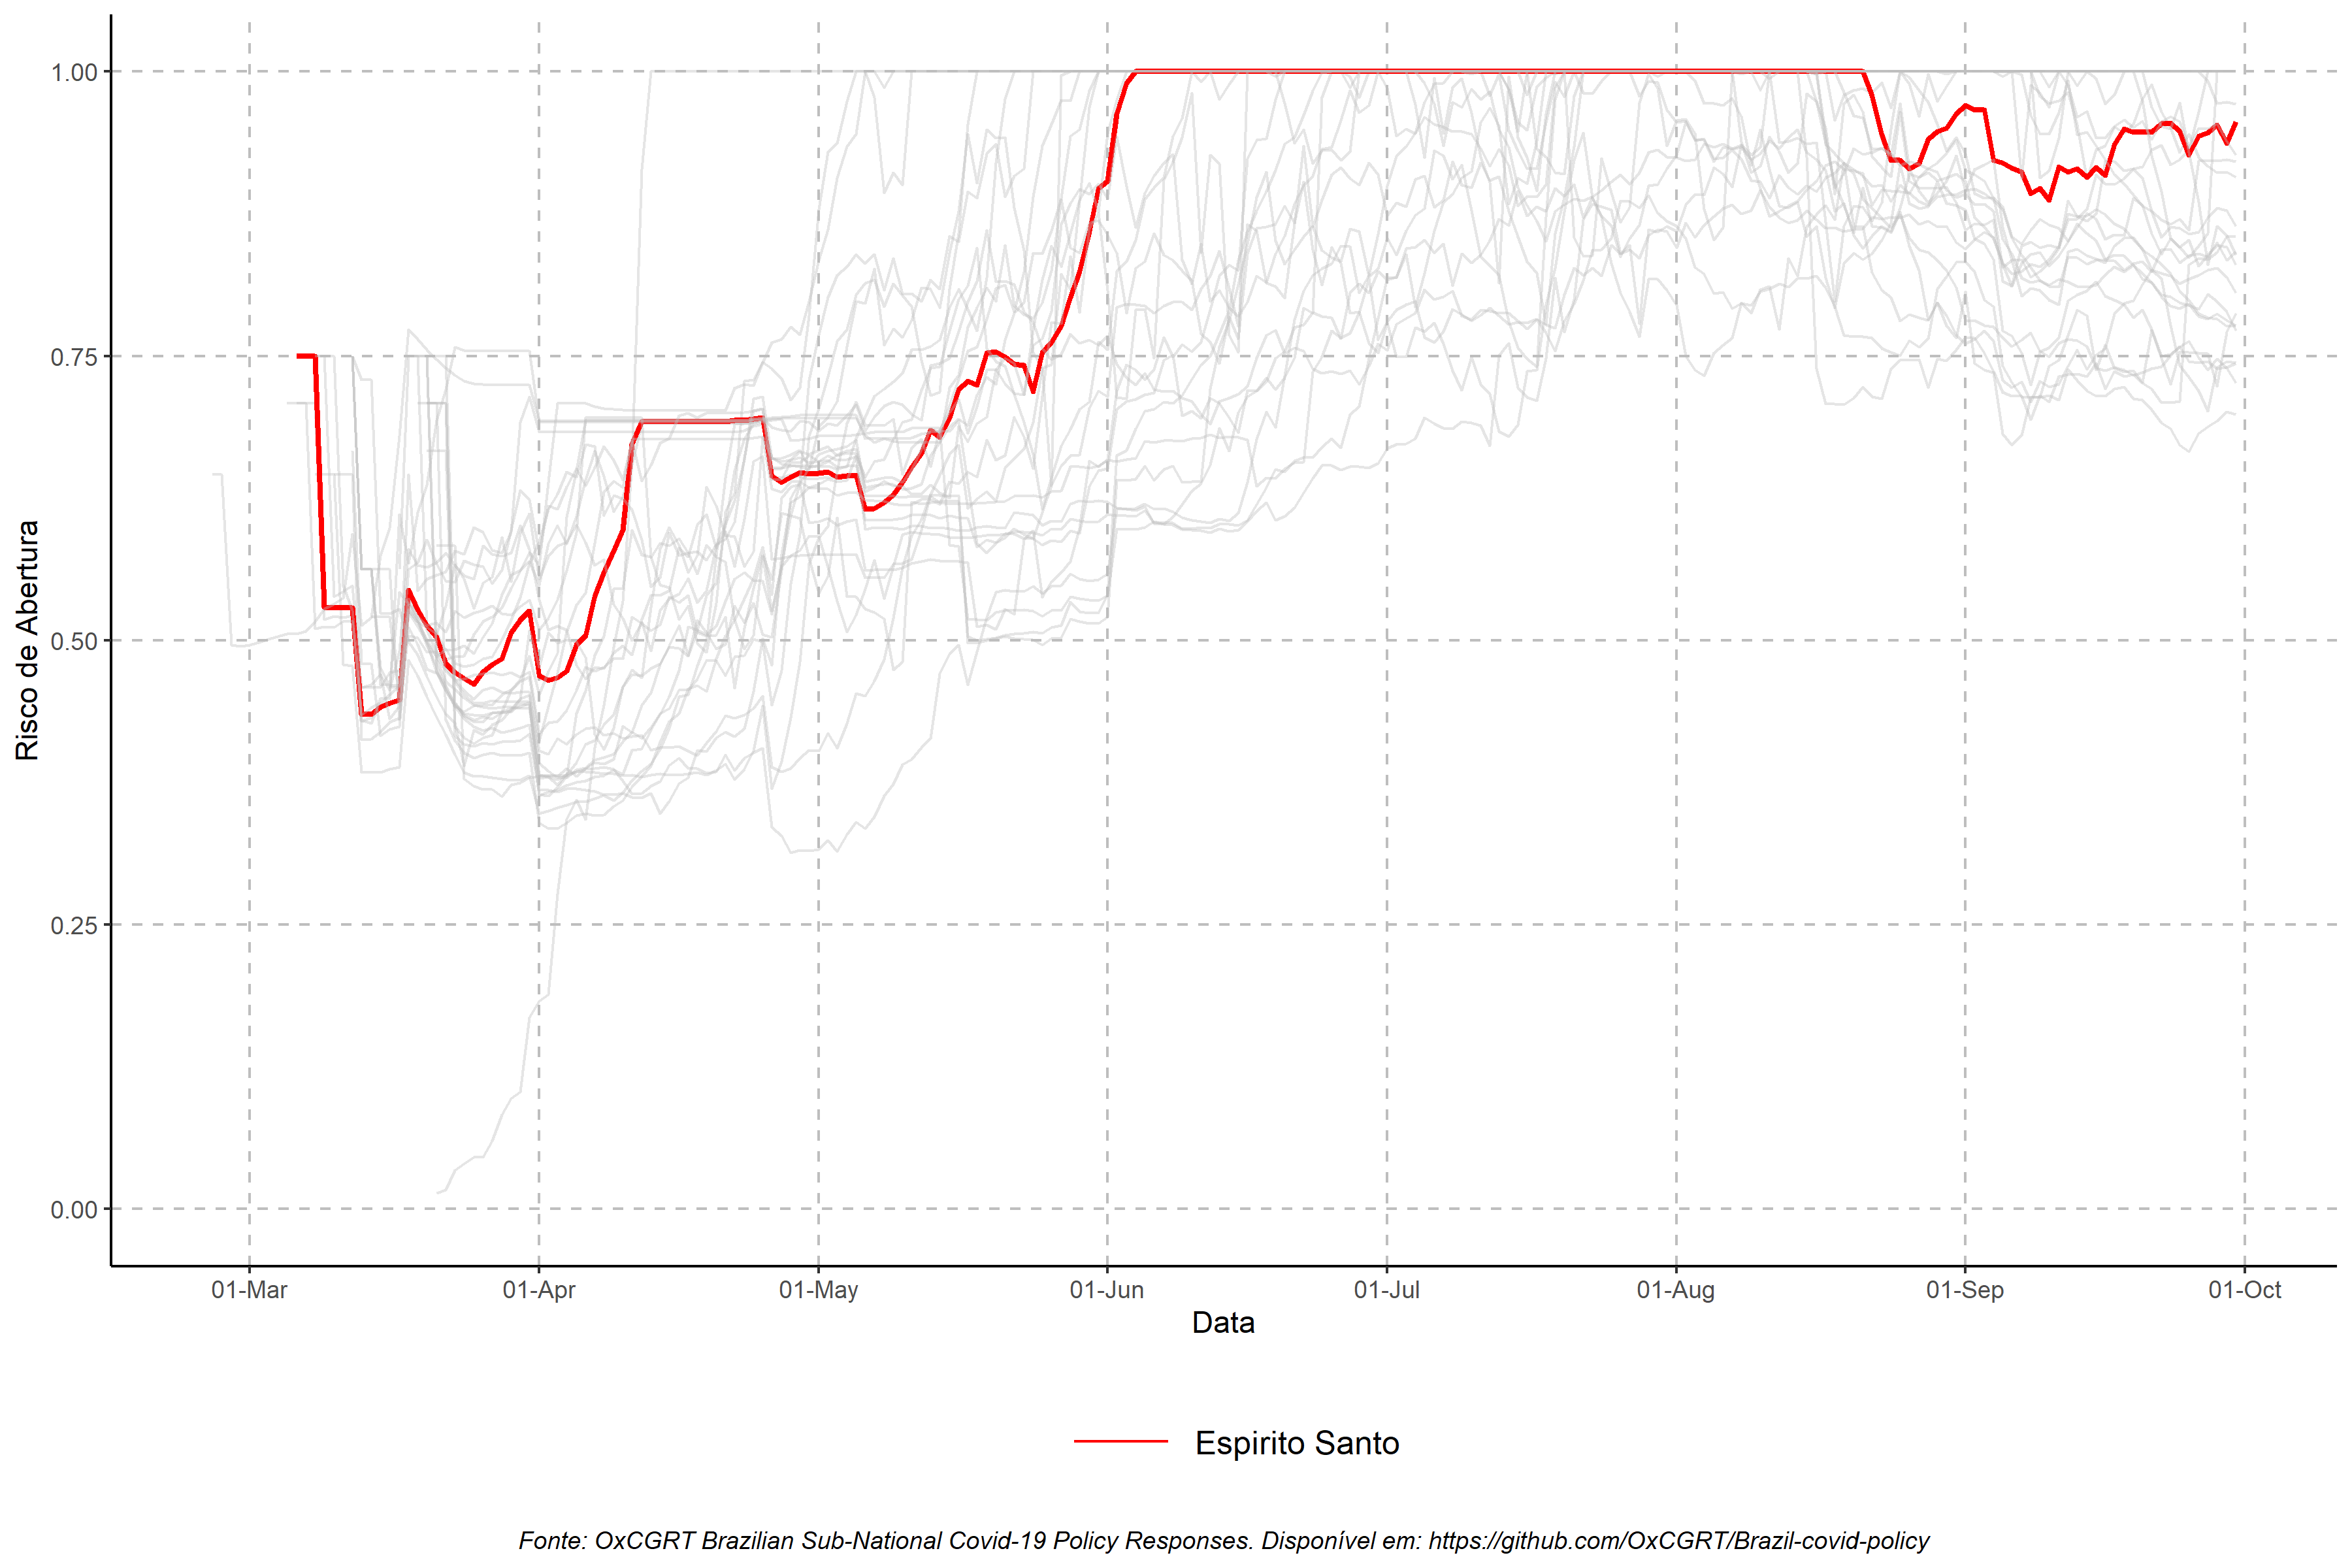 1.00
0.75
0.50
0.25
0.00
Risco de Abertura
01-Mar 01-Apr 01-May 01-Jun 01-Jul 01-Aug 01-Sep 01-Oct
Data
Espirito Santo
Fonte: OxCGRT Brazilian Sub-National Covid-19 Policy Responses. Disponível em: https://github.com/OxCGRT/Brazil-covid-policy